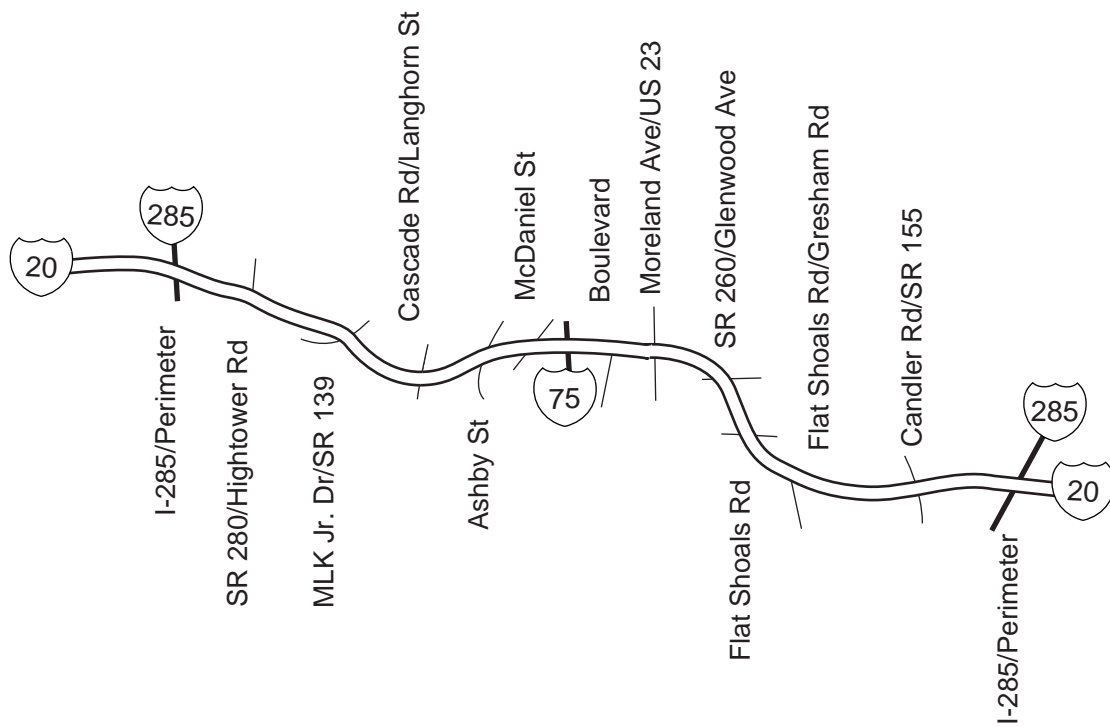 20
285
I-285/Perimeter
SR 280/Hightower Rd
MLK Jr. Dr/SR 139
Cascade Rd/Langhorn St
Ashby St
McDaniel St
75
Boulevard
Moreland Ave/US 23
SR 260/Glenwood Ave
Flat Shoals Rd
Flat Shoals Rd/Gresham Rd
Candler Rd/SR 155
I-285/Perimeter
285
20